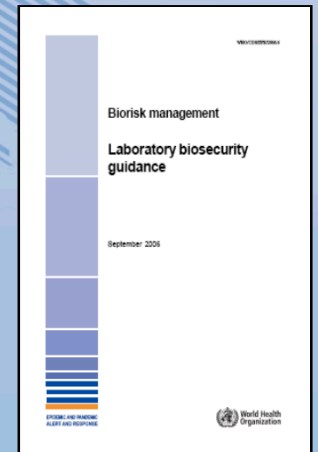 Biorisk management
Laboratory biosecurity
guidance
September 2006
EPIDEMIC AND PANDEMIC
ALERT AND RESPONSE
World Health
Organization